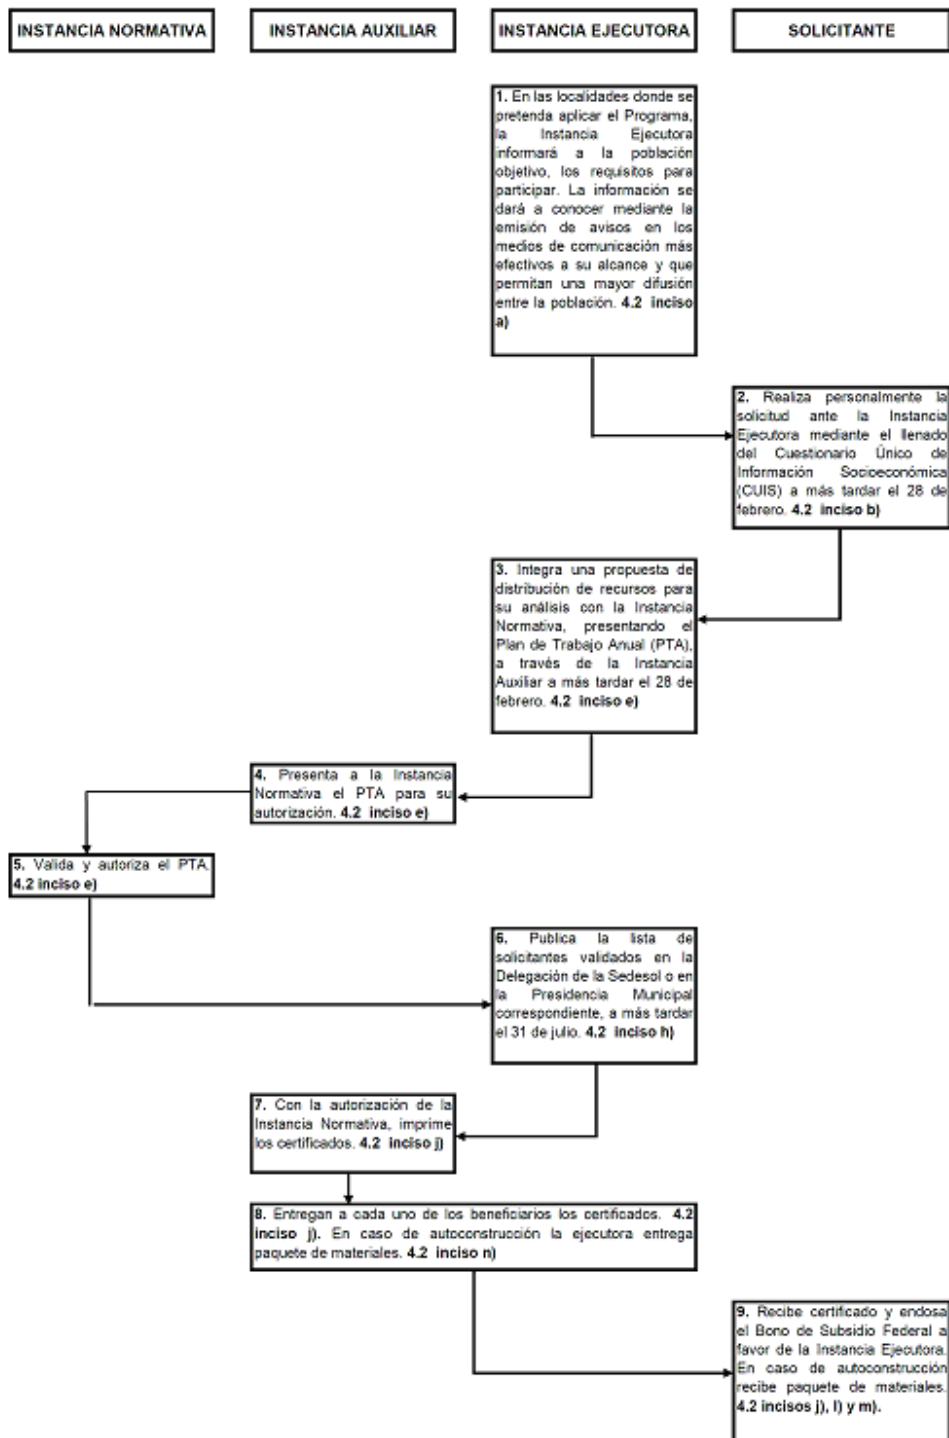 INSTANCIA NORMATIVA
INSTANCIA AUXILIAR
INSTANCIA EJECUTORA
SOLICITANTE
1. En las localidades donde se
pretenda aplicar el Programa,
la Instancia Ejecutora
informará a la población
objetivo, los requisitos para
participar. La información se
dará a conocer mediante la
emisión de avisos en los
medios de comunicación más
efectivos a su alcance y que
permitan una mayor difusión
entre la población. 4.2 inciso
a)
2. Realiza personalmente la
solicitud ante la Instancia
Ejecutora mediante el llenado
del Cuestionario Único de
Información Socioeconómica
(CUIS) a más tardar el 28 de
febrero. 4.2 inciso b)
3. Integra una propuesta de
distribución de recursos para
su análisis con la Instancia
Normativa, presentando el
Plan de Trabajo Anual (PTA),
a través de la Instancia
Auxiliar a más tardar el 28 de
febrero. 4.2 inciso e)
4. Presenta a la Instancia
Normativa el PTA para su
autorización. 4.2 inciso e)
5. Valida y autoriza el PTA.
4.2 inciso e)
6. Publica la lista de
solicitantes validados en la
Delegación de la Sedesol o en
la Presidencia Municipal
correspondiente, a más tardar
el 31 de julio. 4.2 inciso h)
7. Con la autorización de la
Instancia Normativa, imprime
los certificados. 4.2 inciso j)
8. Entregan a cada uno de los beneficiarios los certificados. 4.2
inciso j). En caso de autoconstrucción la ejecutora entrega
paquete de materiales. 4.2 inciso n)
9. Recibe certificado y endosa
el Bono de Subsidio Federal a
favor de la Instancia Ejecutora.
En caso de autoconstrucción
recibe paquete de materiales.
4.2 incisos j), l) y m).